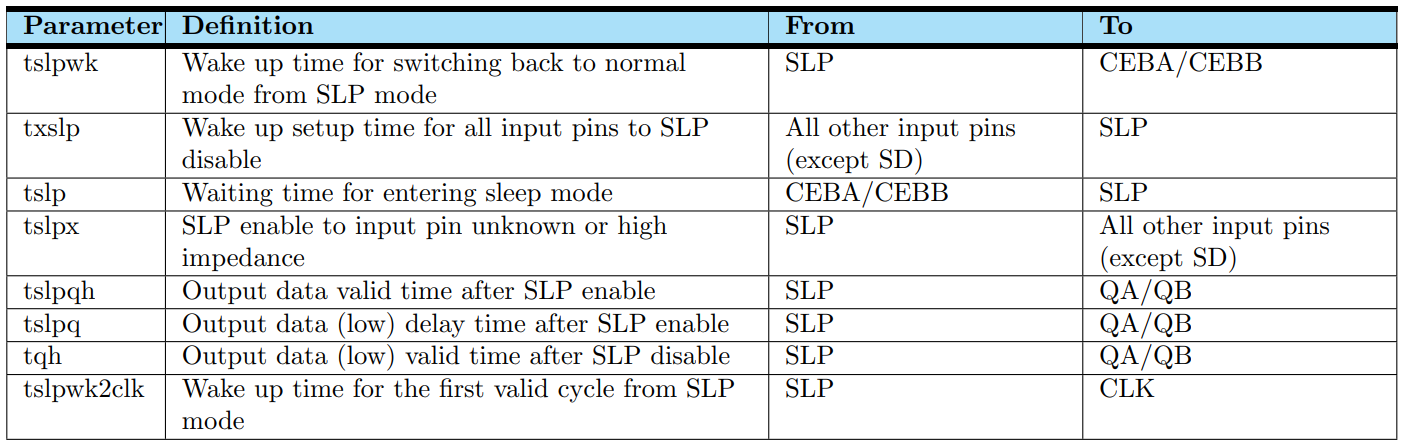 Parameter Definition From To
tslpwk Wake up time for switching back to normal SLP CEBA/CEBB
mode from SLP mode
txslp Wake up setup time for all input pins to SLP All other input pins SLP
disable (except SD)
tslp Waiting time for entering sleep mode CEBA/CEBB SLP
tslpx SLP enable to input pin unknown or high SLP All other input pins
impedance (except SD)
tslpqh Output data valid time after SLP enable SLP QA/QB
tslpq Output data (low) delay time after SLP enable SLP QA/QB
tqh Output data (low) valid time after SLP disable SLP QA/QB
tslpwk2clk Wake up time for the first valid cycle from SLP SLP CLK
mode